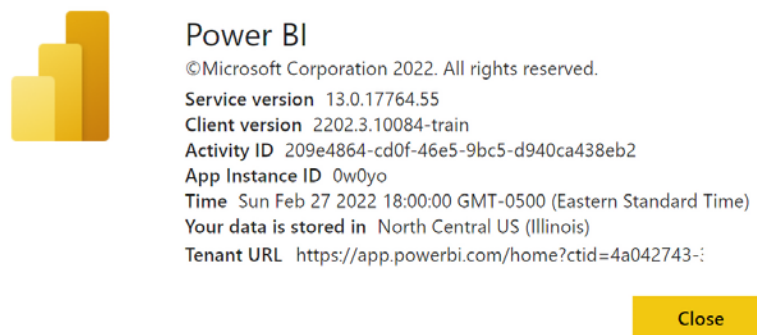 Power BI
©Microsoft Corporation 2022. All rights reserved.
Service version 13.0.17764.55
Client version 2202.3.10084-train
Activity ID 209e4864-cd0f-46e5-9bc5-d940ca438eb2
App Instance ID 0w0yo
Time Sun Feb 27 2022 18:00:00 GMT-0500 (Eastern Standard Time)
Your data is stored in North Central US (Illinois)
Tenant URL https://app.powerbi.com/home?ctid=4a042743-
Close